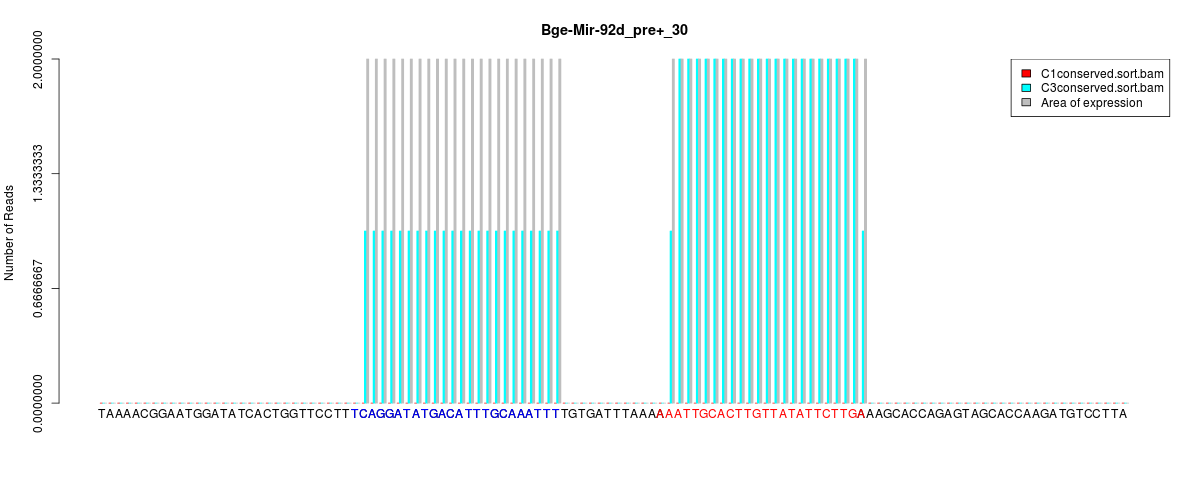 Bge-Mir-92d_pre+_30
Number of Reads
2.0000000
1.3333333
0.6666667
0.0000000
C1conserved.sort.bam
C3conserved.sort.bam
Area of expression
TAAAACGGAATGGATATCACTGGTTCCTTTCAGGATATGACATTTGCAAATTTTGTGATTTAAAAAATTGCACTTGTTATATTCTTGAAAGCACCAGAGTAGCACCAAGATGTCCTTA